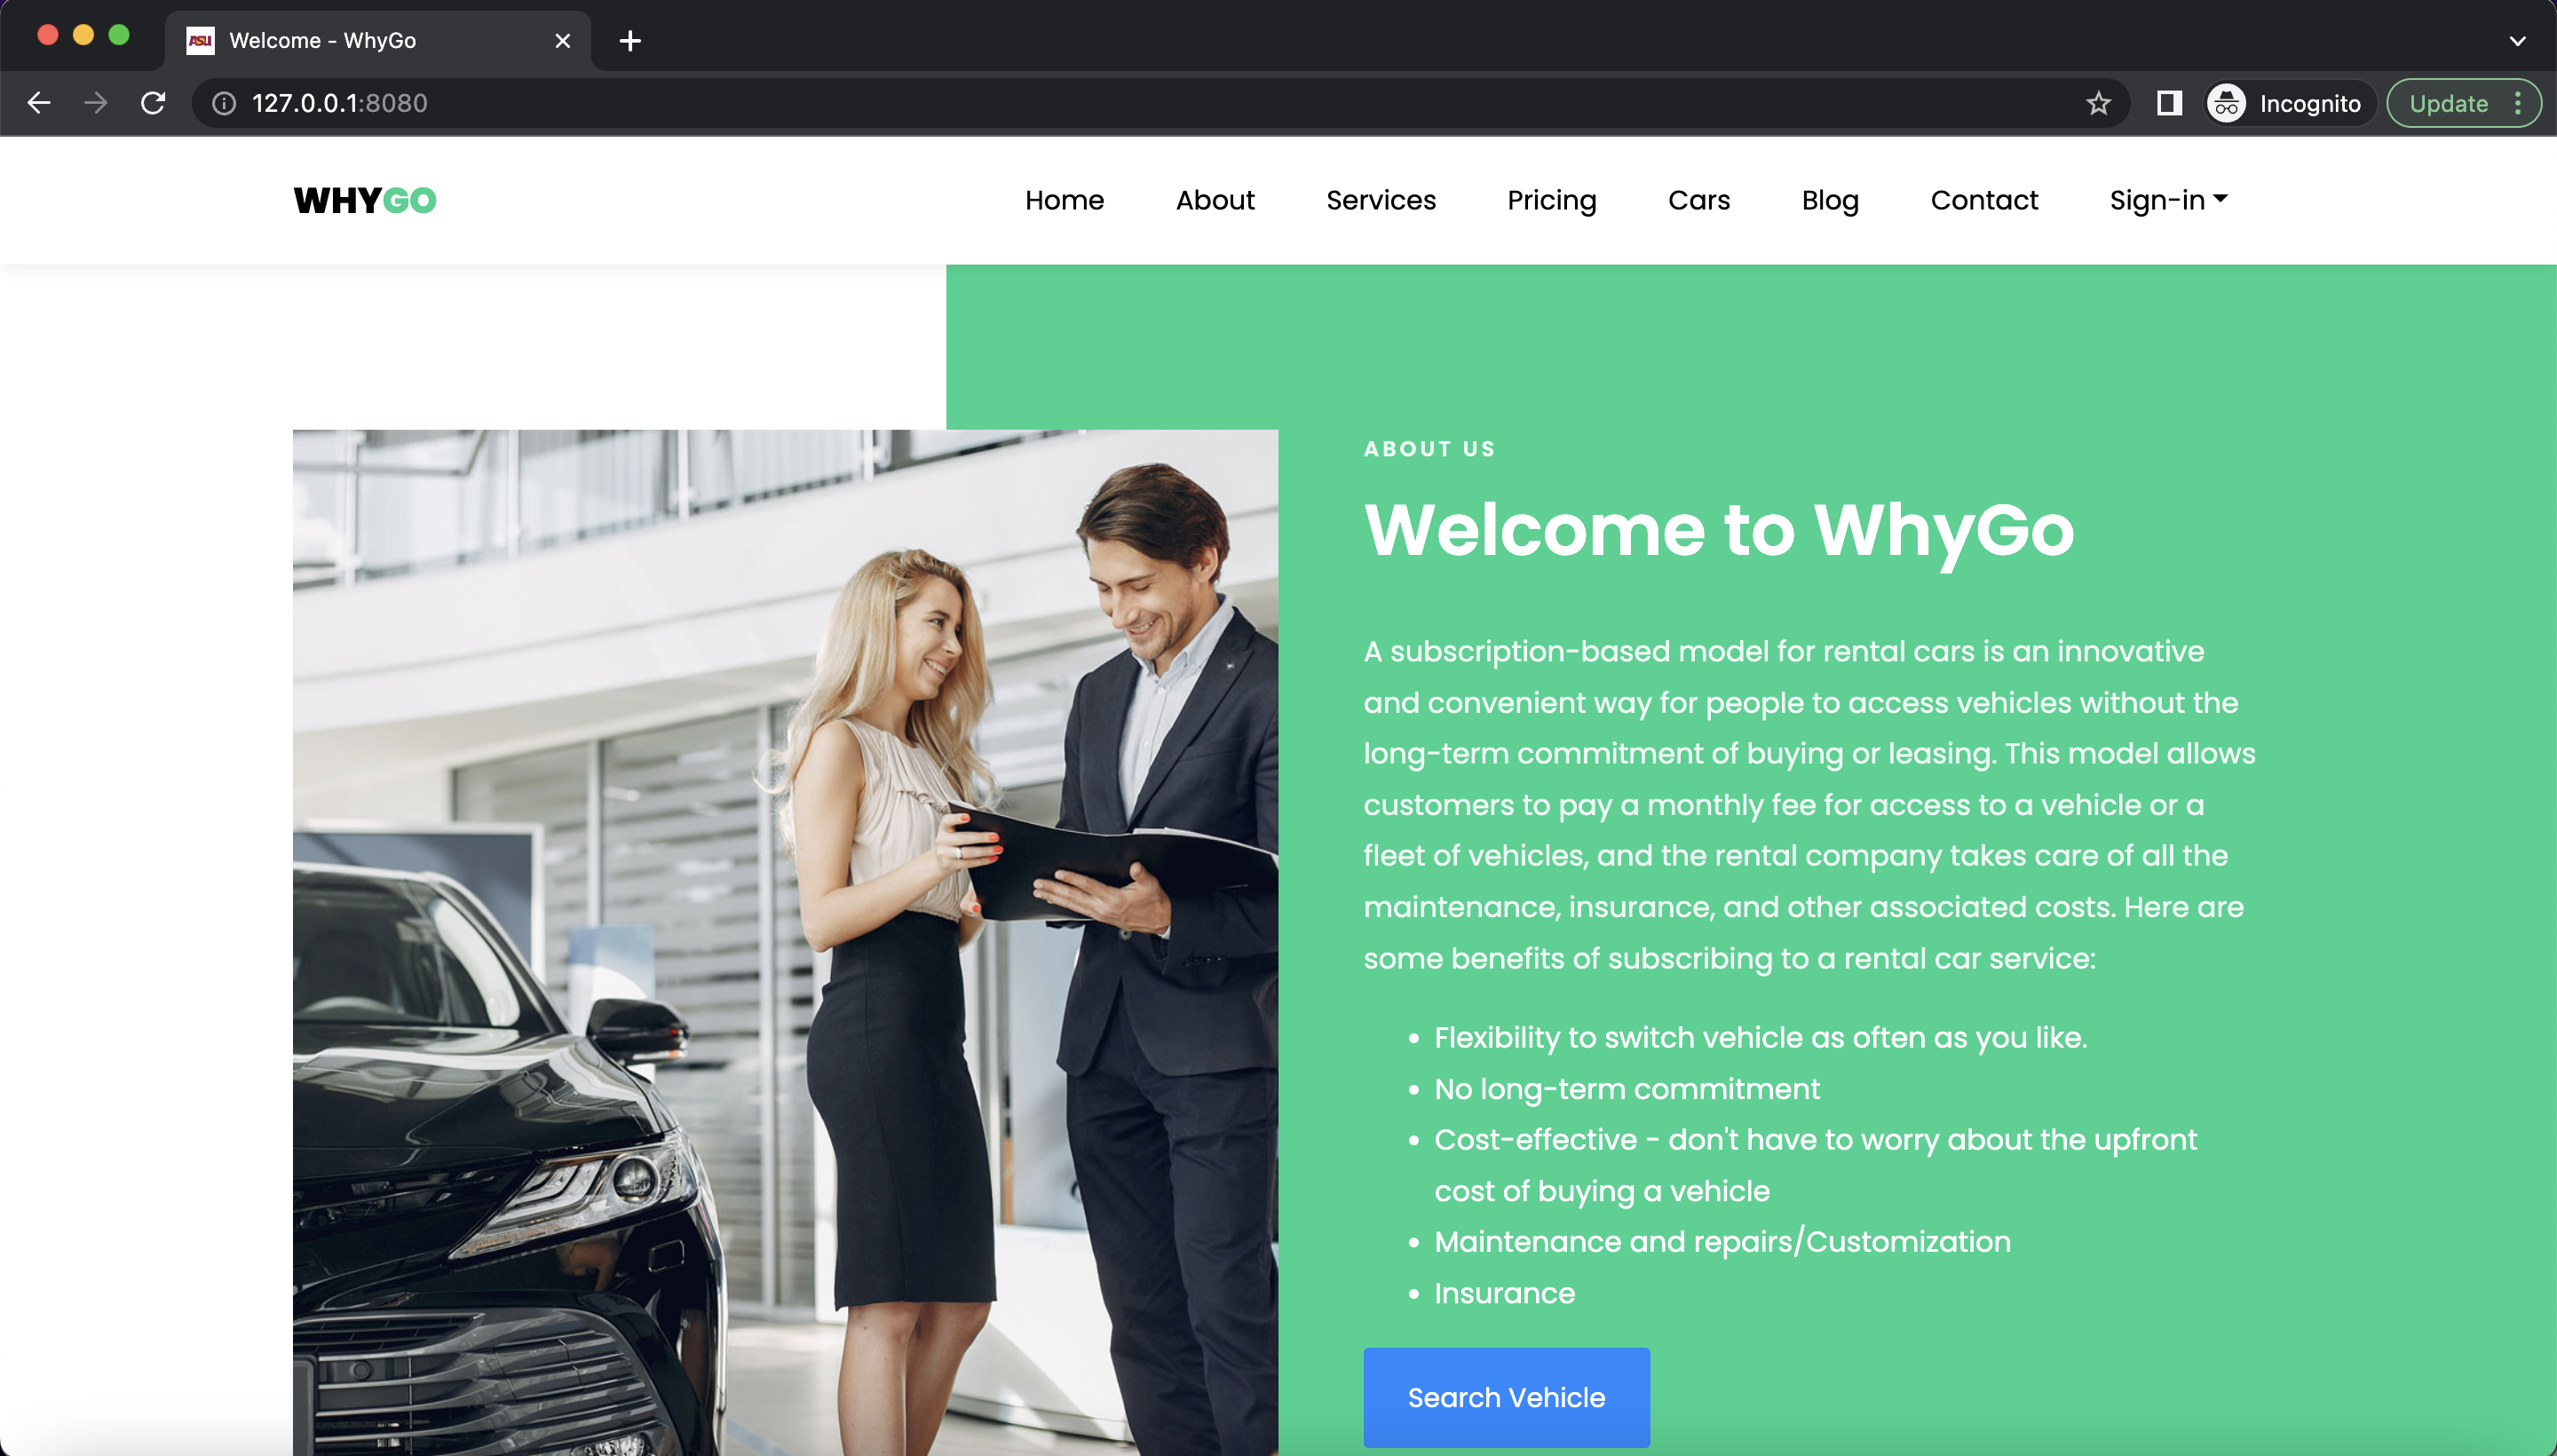 ASU Welcome - WhyGo
127.0.0.1:8080
Incognito
Update
WHYGO
Home
About
Services
Pricing
Cars
Blog
Contact
Sign-in
ABOUT US
Welcome to WhyGo
A subscription-based model for rental cars is an innovative
and convenient way for people to access vehicles without the
long-term commitment of buying or leasing. This model allows
customers to pay a monthly fee for access to a vehicle or a
fleet of vehicles, and the rental company takes care of all the
maintenance, insurance, and other associated costs. Here are
some benefits of subscribing to a rental car service:
• Flexibility to switch vehicle as often as you like.
• No long-term commitment
• Cost-effective - don't have to worry about the upfront
cost of buying a vehicle
• Maintenance and repairs/Customization
• Insurance
Search Vehicle